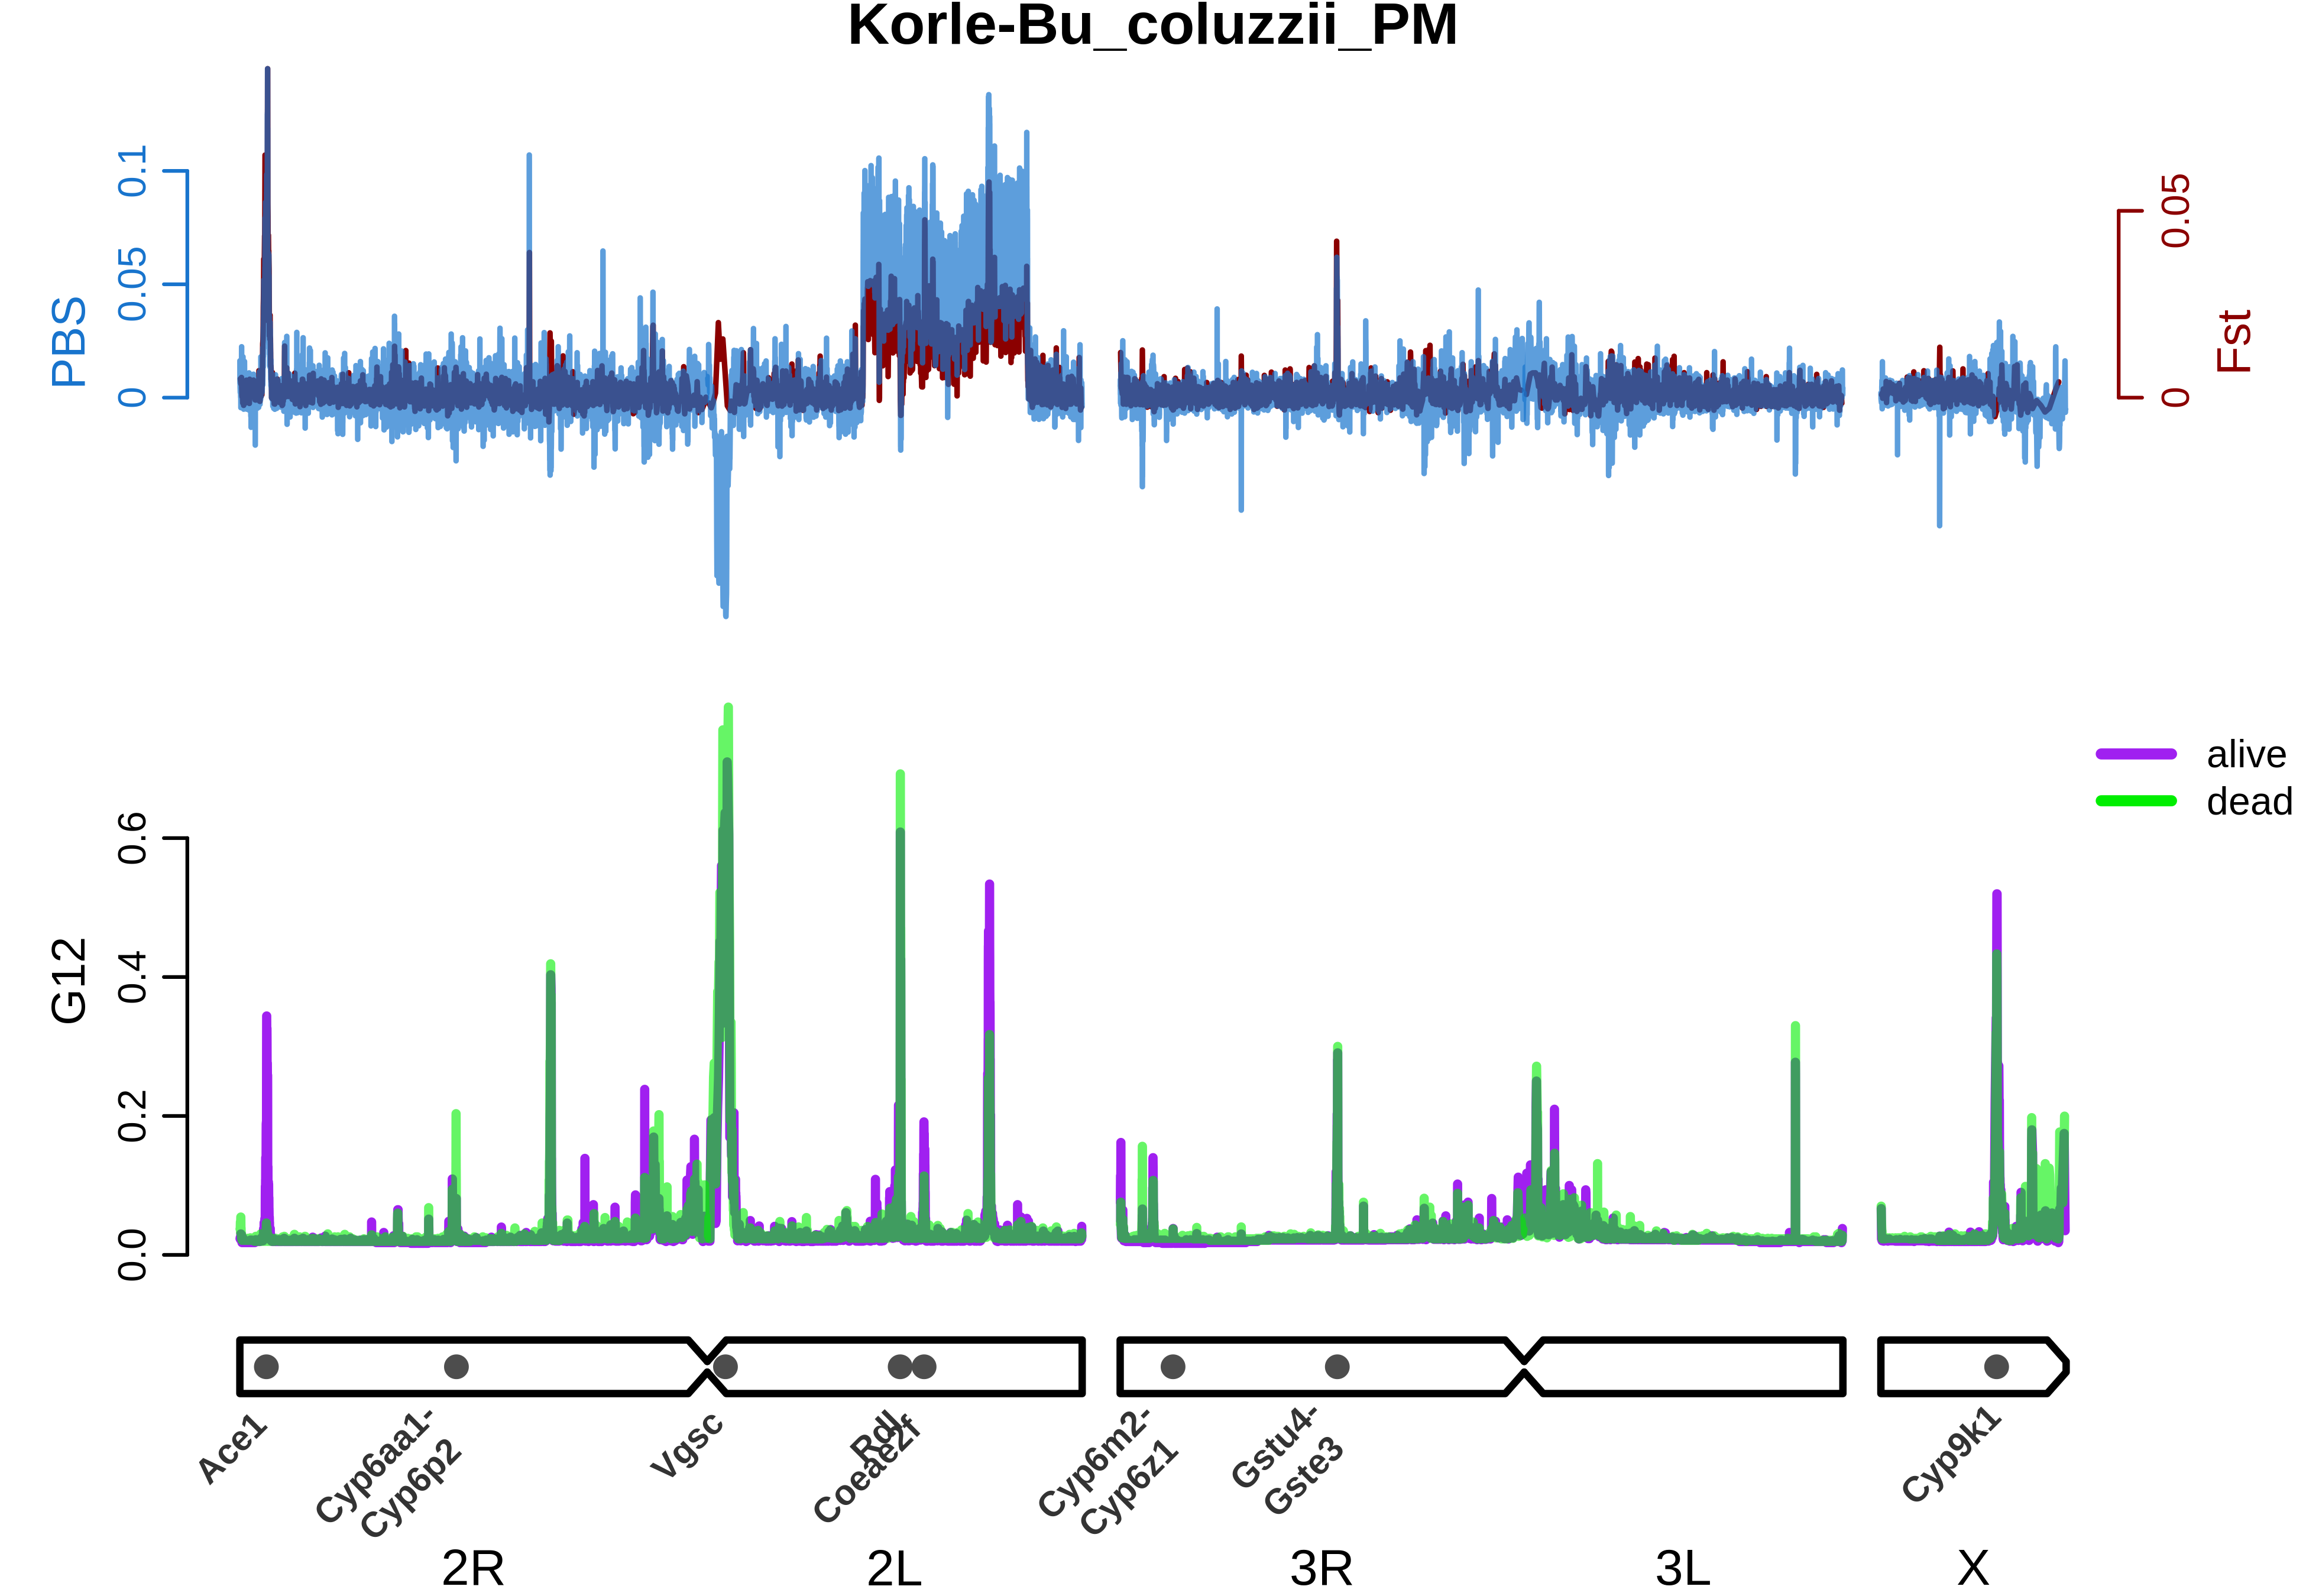 Korle-Bu_coluzzii_PM
PBS
0
0.05
0.1
Fst
0
0.05
alive
dead
G12
0.0
0.2
0.4
0.6
Ace1
Cyp6aa1-
Cyp6p2
Vgsc
Rdl
Coeae2f
Cyp6m2-
Cyp6z1
Gstu4-
Gste3
Cyp9k1
2R
2L
3R
3L
X